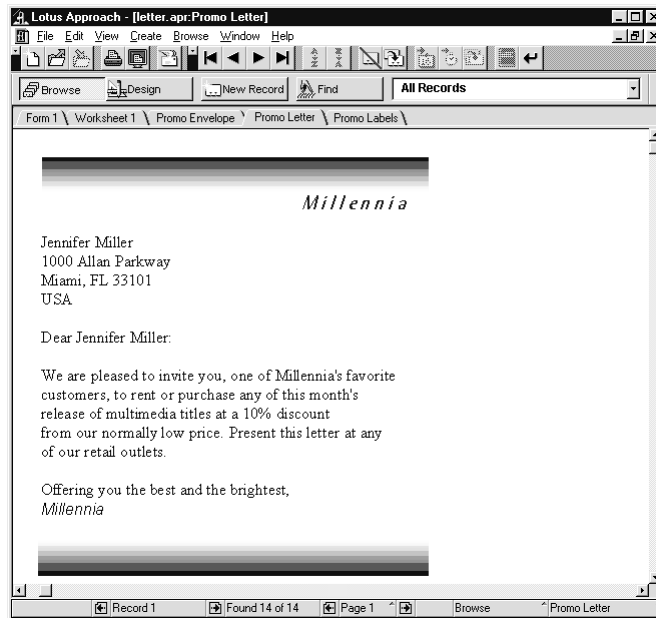 Lotus Approach - [letter.apr:Promo Letter]
File Edit View Create Browse Window Help
Browse Design New Record Find All Records
Form 1 \ Worksheet 1 \ Promo Envelope \ Promo Letter \ Promo Labels \
Millennia
Jennifer Miller
1000 Allan Parkway
Miami, FL 33101
USA
Dear Jennifer Miller:
We are pleased to invite you, one of Millennia's favorite
customers, to rent or purchase any of this month's
release of multimedia titles at a 10% discount
from our normally low price. Present this letter at any
of our retail outlets.
Offering you the best and the brightest,
Millennia
Record 1 Found 14 of 14 Page 1 Browse Promo Letter